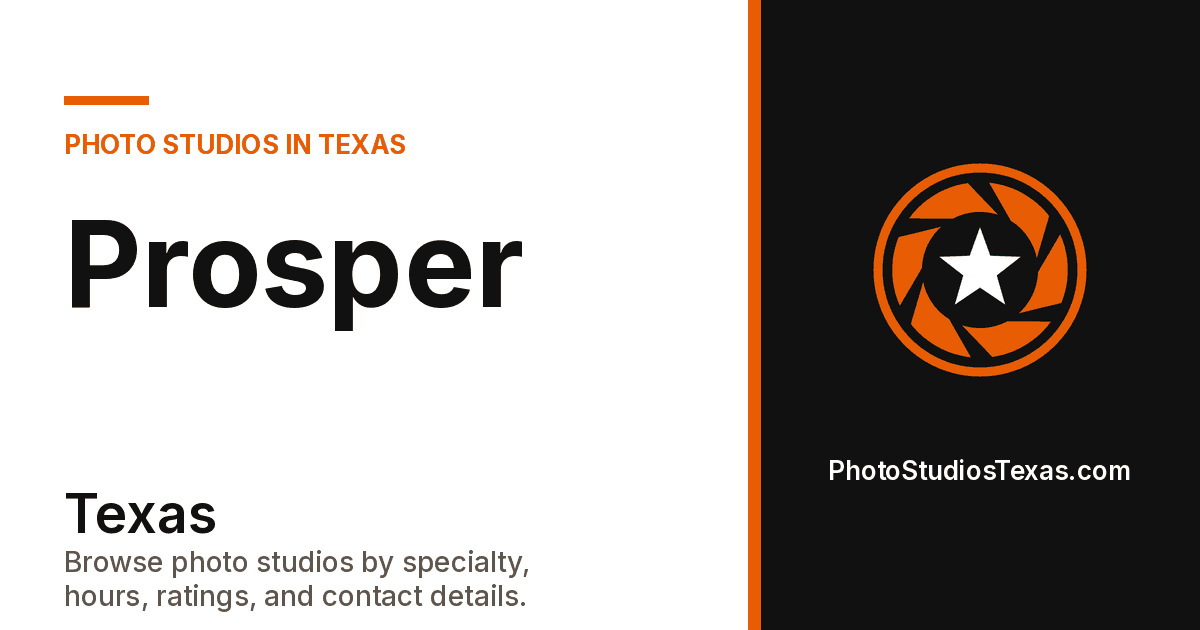 PHOTO STUDIOS IN TEXAS
Prosper
Texas
Browse photo studios by specialty,
hours, ratings, and contact details.
PhotoStudiosTexas.com